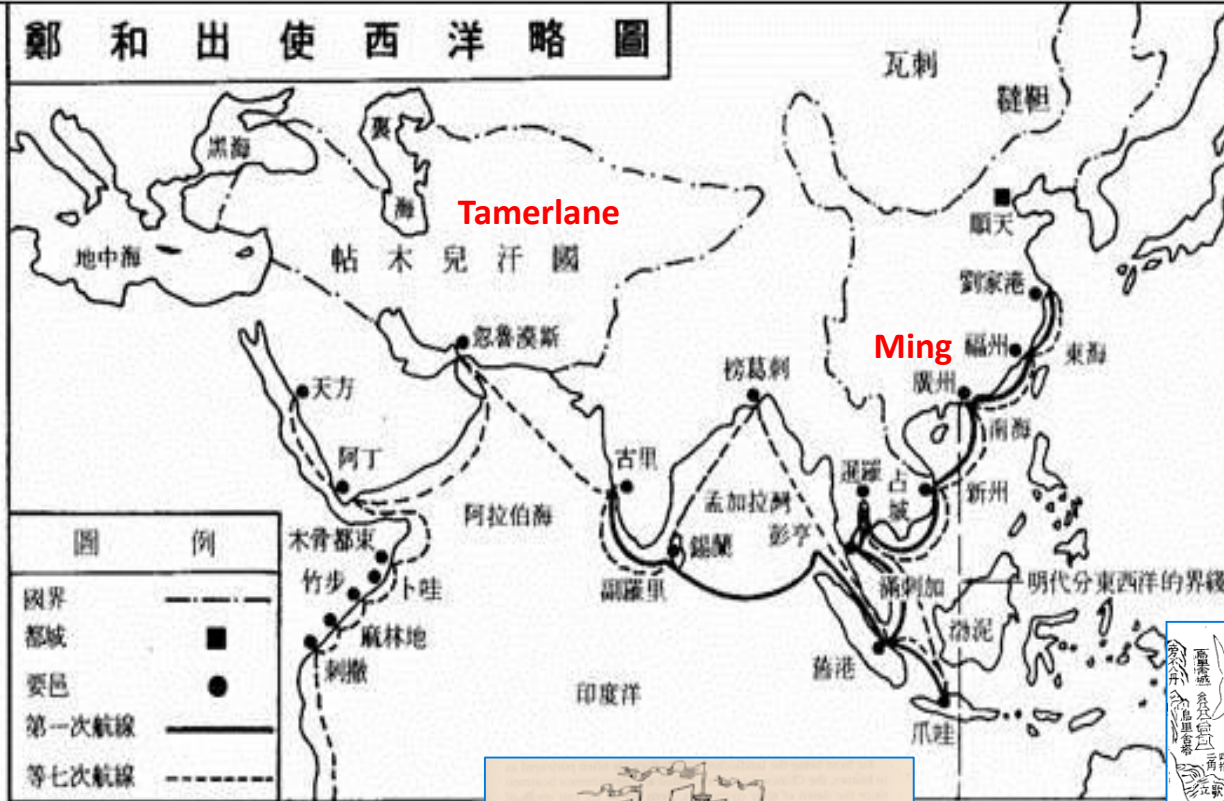 鄭和出使西洋略圖
瓦剌
韃靼
黑海
裏海
順天
Tamerlane
地中海
帖木兒汗國
劉家港
忽魯謨斯
Ming
福州
東海
天方
榜葛剌
廣州
南海
阿丁
古里
暹羅
占城
新州
阿拉伯海
孟加拉灣
彭亨
圖例
木骨都束
錫蘭
竹步
卜哇
副羅里
滿剌加
明代分東西洋的界綫
國界
都城
麻林地
渤泥
剌撒
舊港
要邑
印度洋
爪哇
第一次航線
等七次航線